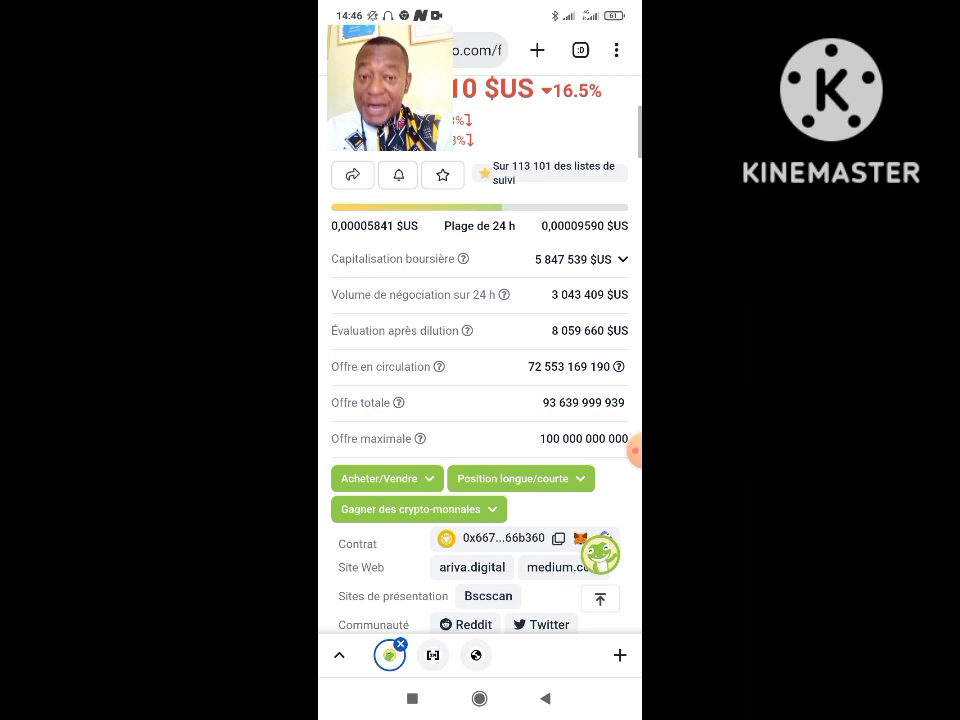 14:46
61
o.com/f
:D
10 $US ▾16.5%
3%
3%
Sur 113 101 des listes de
suivi
0,00005841 $US Plage de 24 h 0,00009590 $US
Capitalisation boursière 5 847 539 $US
Volume de négociation sur 24 h 3 043 409 $US
Évaluation après dilution 8 059 660 $US
Offre en circulation 72 553 169 190
Offre totale 93 639 999 939
Offre maximale 100 000 000 000
Acheter/Vendre Position longue/courte
Gagner des crypto-monnaies
Contrat 0x667...66b360
Site Web ariva.digital medium.co
Sites de présentation Bscscan
Communauté Reddit Twitter
K
KINEMASTER